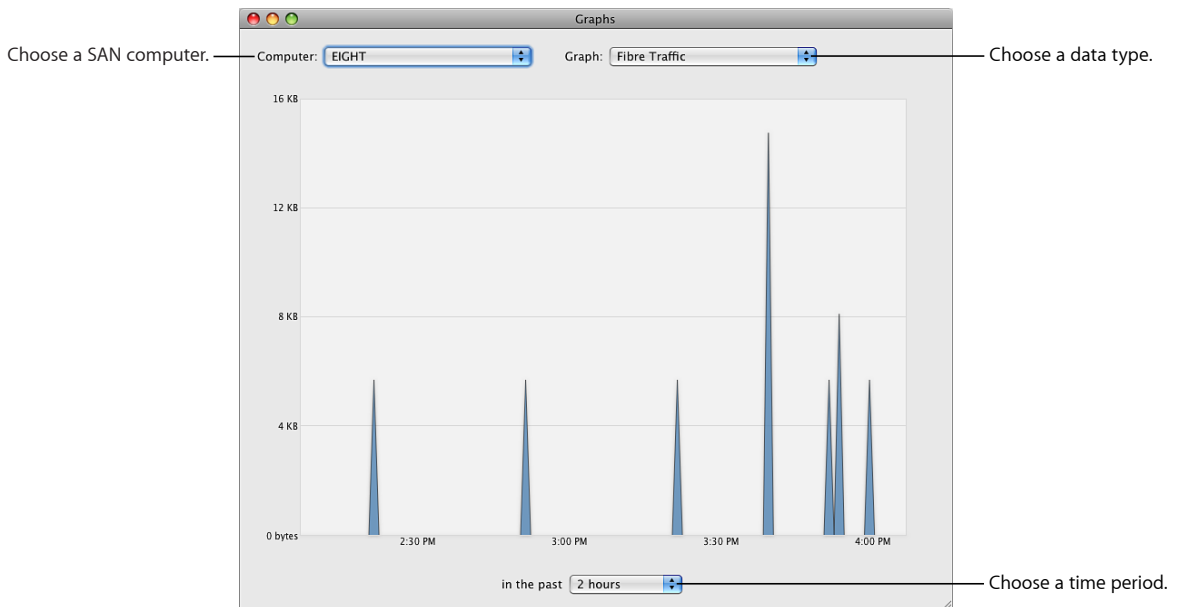 Graphs
Choose a SAN computer.
Computer: EIGHT
Graph: Fibre Traffic
Choose a data type.
16 KB
12 KB
8 KB
4 KB
0 bytes
2:30 PM
3:00 PM
3:30 PM
4:00 PM
in the past 2 hours
Choose a time period.